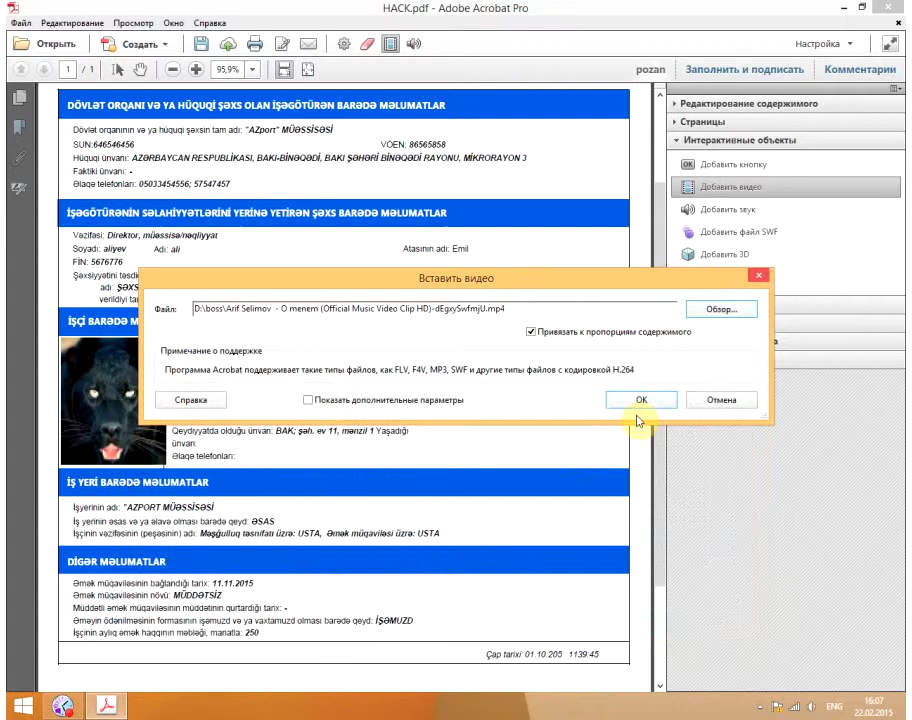 HACK.pdf - Adobe Acrobat Pro
Файл Редактирование Просмотр Окно Справка
Открыть Создать Настройка
1 / 1 95,9% pozan Заполнить и подписать Комментарии
DÖVLƏT ORQANI VƏ YA HÜQUQİ ŞƏXS OLAN İŞƏGÖTÜRƏN BARƏDƏ MƏLUMATLAR
Dövlət orqanının və ya hüquqi şəxsin tam adı: "AZport" MÜƏSSİSƏSİ
SUN:646546456 VÖEN: 86565858
Hüquqi ünvanı: AZƏRBAYCAN RESPUBLİKASI, BAKI-BİNƏQƏDİ, BAKI ŞƏHƏRİ BİNƏQƏDİ RAYONU, MİKRORAYON 3
Faktiki ünvanı: -
Əlaqə telefonları: 05033454556; 57547457
İŞƏGÖTÜRƏNİN SƏLAHİYYƏTLƏRİNİ YERİNƏ YETİRƏN ŞƏXS BARƏDƏ MƏLUMATLAR
Vəzifəsi: Direktor, müəssisə/nəqliyyat
Soyadı: aliyev Adı: ali Atasının adı: Emil
FİN: 5676776
Şəxsiyyətini təsdi
adı: ŞƏXS
verildiyi tar
İŞÇİ BARƏDƏ M
Qeydiyyatda olduğu ünvan: BAK; şəh. ev 11, mənzil 1 Yaşadığı
ünvan:
Əlaqə telefonları:
İŞ YERİ BARƏDƏ MƏLUMATLAR
İşyerinin adı: "AZPORT MÜƏSSİSƏSİ
İş yerinin əsas və ya əlavə olması barədə qeyd: ƏSAS
İşçinin vəzifəsinin (peşəsinin) adı: Məşğulluq təsnifatı üzrə: USTA, Əmək müqaviləsi üzrə: USTA
DİGƏR MƏLUMATLAR
Əmək müqaviləsinin bağlandığı tarix: 11.11.2015
Əmək müqaviləsinin növü: MÜDDƏTSİZ
Müddətli əmək müqaviləsinin müddətinin qurtardığı tarix: -
Əməyin ödənilməsinin formasının işəmuzd və ya vaxtamuzd olması barədə qeyd: İŞƏMUZD
İşçinin aylıq əmək haqqının məbləği, manatla: 250
Çap tarixi: 01.10.205 1139:45
Редактирование содержимого
Страницы
Интерактивные объекты
OK Добавить кнопку
Добавить видео
Добавить звук
Добавить файл SWF
Добавить 3D
Вставить видео
Файл: D:\boss\Arif Selimov - O menem (Official Music Video Clip HD)-dEgxySwfmjU.mp4 Обзор...
Привязать к пропорциям содержимого
Примечание о поддержке
Программа Acrobat поддерживает такие типы файлов, как FLV, F4V, MP3, SWF и другие типы файлов с кодировкой H.264
Справка Показать дополнительные параметры OK Отмена
ENG 16:07
22.02.2015